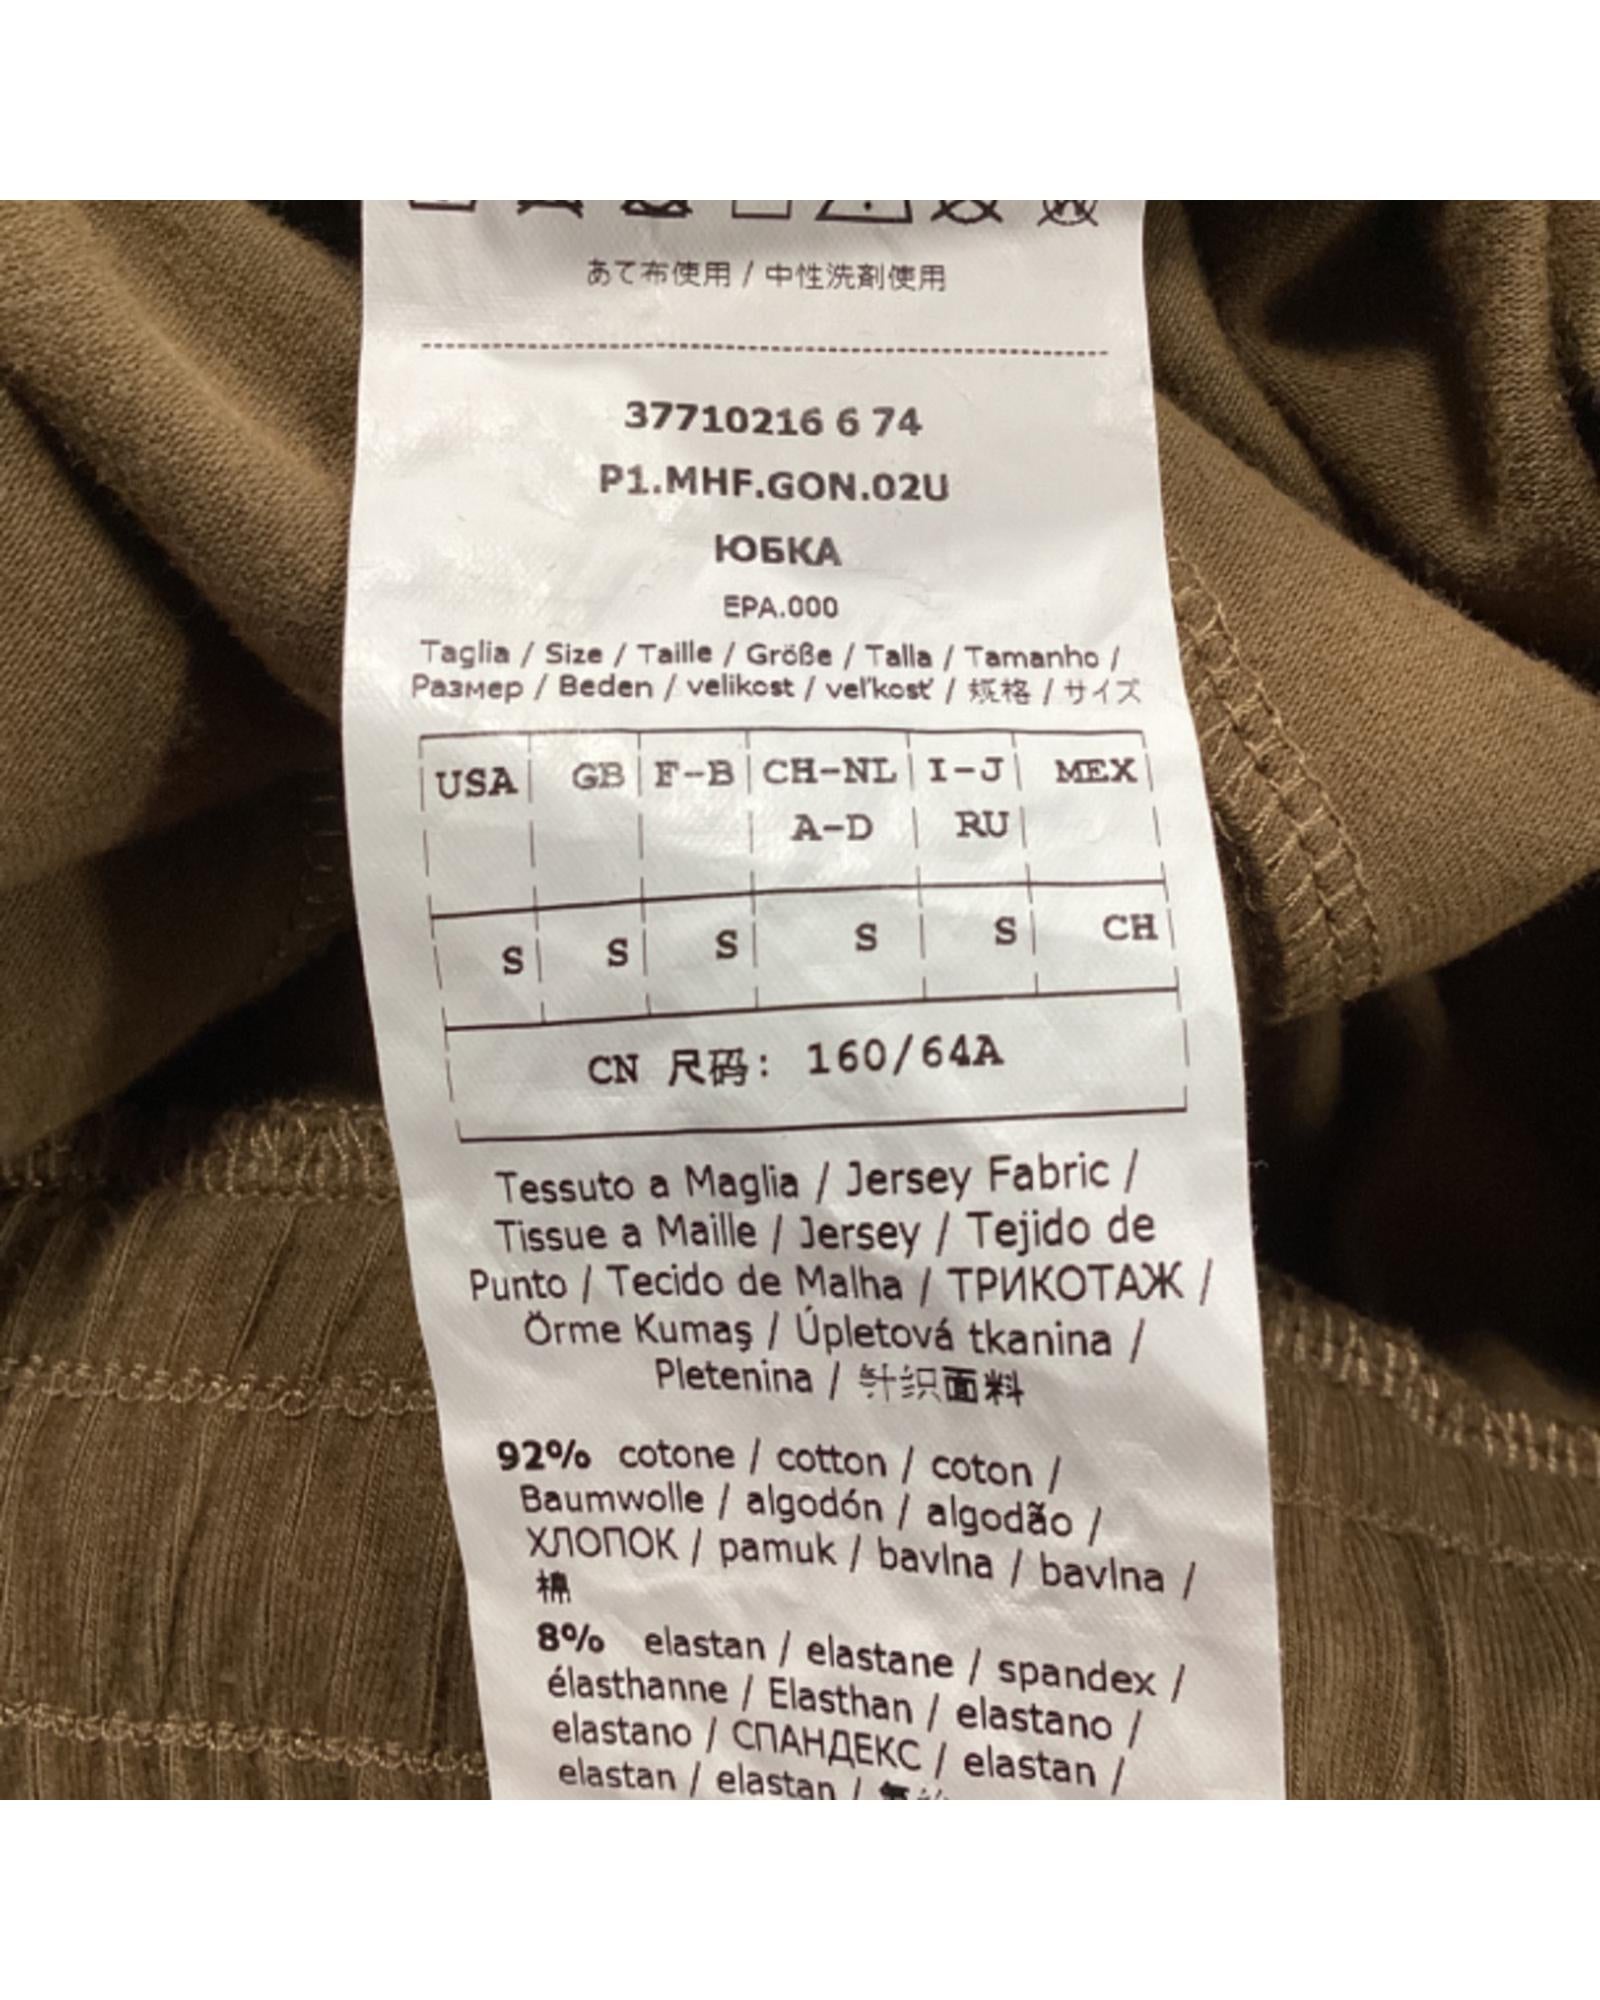 あて布使用 / 中性洗剤使用
37710216 6 74
P1.MHF.GON.02U
ЮБКА
EPA.000
Taglia / Size / Taille / Größe / Talla / Tamanho /
Размер / Beden / velikost / veľkosť / 规格 / サイズ
USA GB F-B CH-NL I-J MEX
A-D RU
S S S S S CH
CN 尺码: 160/64A
Tessuto a Maglia / Jersey Fabric /
Tissue a Maille / Jersey / Tejido de
Punto / Tecido de Malha / ТРИКОТАЖ /
Örme Kumaş / Úpletová tkanina /
Pletenina / 针织面料
92% cotone / cotton / coton /
Baumwolle / algodón / algodão /
ХЛОПОК / pamuk / bavlna / bavlna /
棉
8% elastan / elastane / spandex /
élasthanne / Elasthan / elastano /
elastano / СПАНДЕКС / elastan /
elastan / elastan /